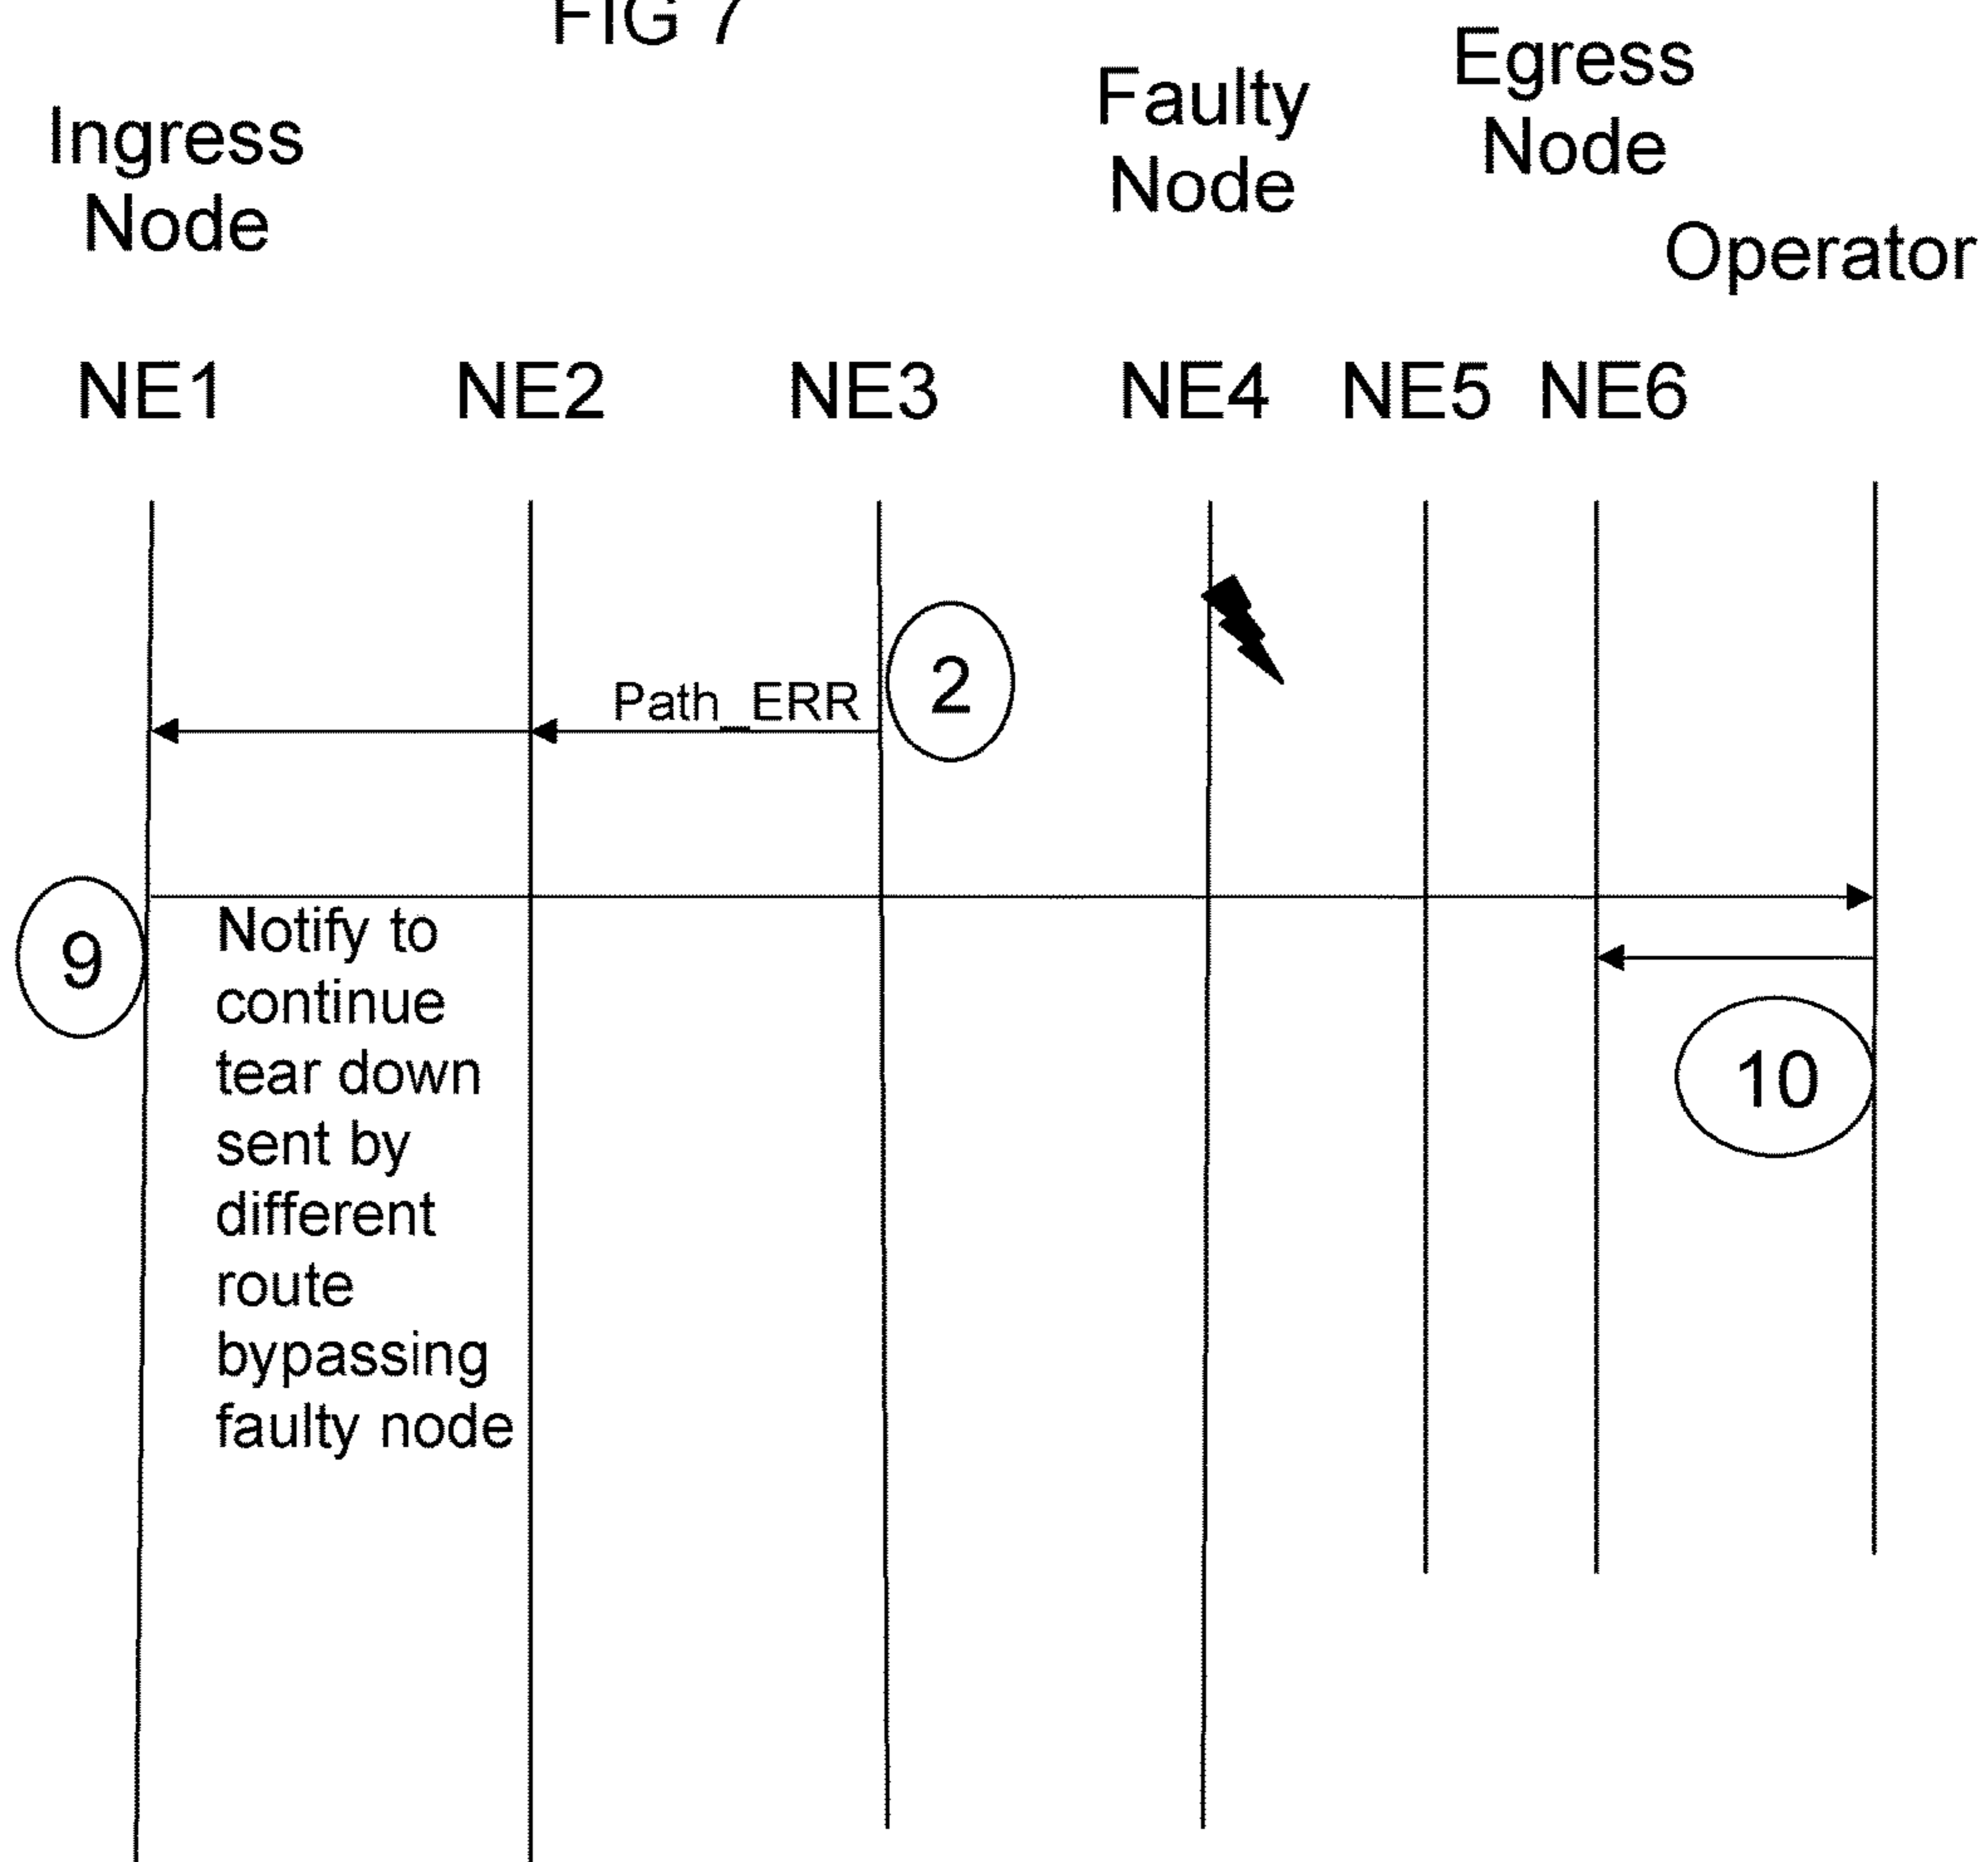 FIG 7
Ingress
Node
Faulty
Node
Egress
Node
Operator
NE1 NE2 NE3 NE4 NE5 NE6
Path_ERR
2
9
Notify to
continue
tear down
sent by
different
route
bypassing
faulty node
10